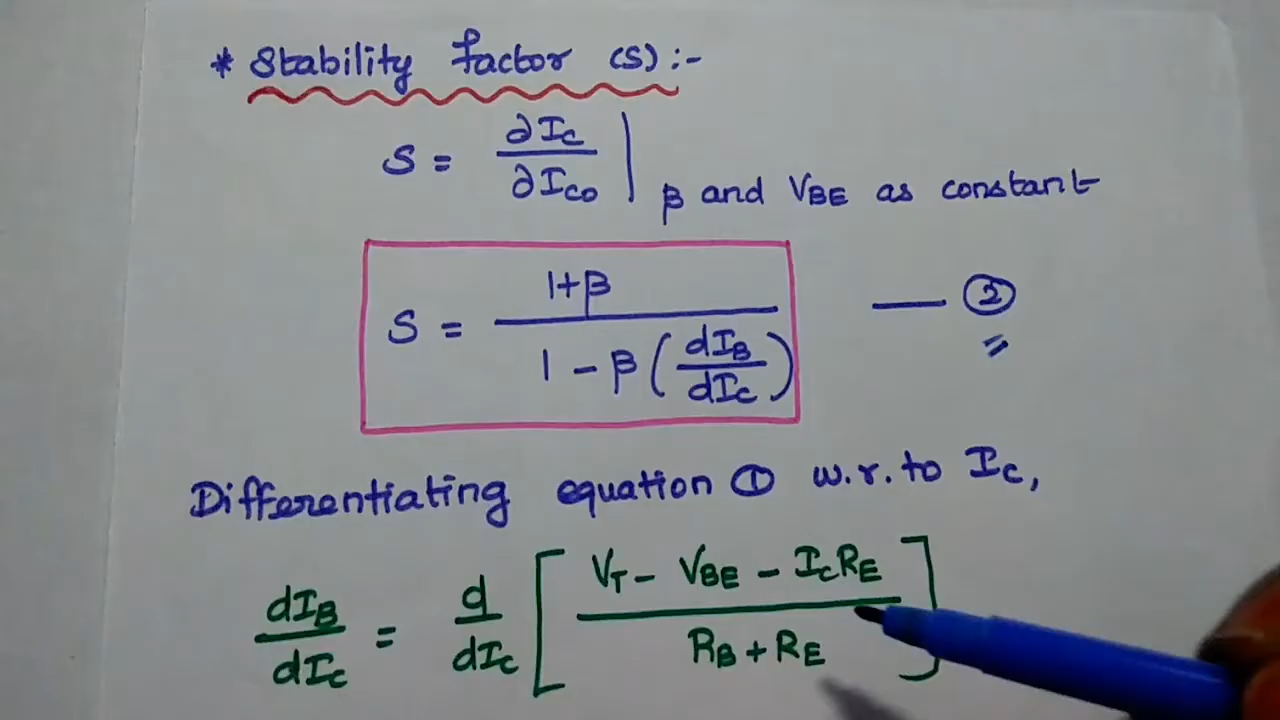 * Stability factor (S) :-
S = ∂IC / ∂ICO | β and VBE as constant
S = 1+β / 1 - β (dIB / dIC) —— ②
Differentiating equation ① w.r.to IC,
dIB / dIC = d / dIC [ VT - VBE - ICRE / RB + RE ]